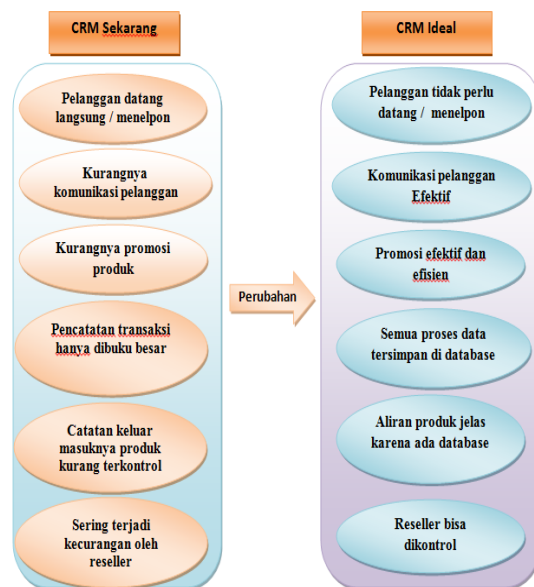 CRM Sekarang
Pelanggan datang
langsung / menelpon
Kurangnya
komunikasi pelanggan
Kurangnya promosi
produk
Pencatatan transaksi
hanya dibuku besar
Catatan keluar
masuknya produk
kurang terkontrol
Sering terjadi
kecurangan oleh
reseller
Perubahan
CRM Ideal
Pelanggan tidak perlu
datang / menelpon
Komunikasi pelanggan
Efektif
Promosi efektif dan
efisien
Semua proses data
tersimpan di database
Aliran produk jelas
karena ada database
Reseller bisa
dikontrol